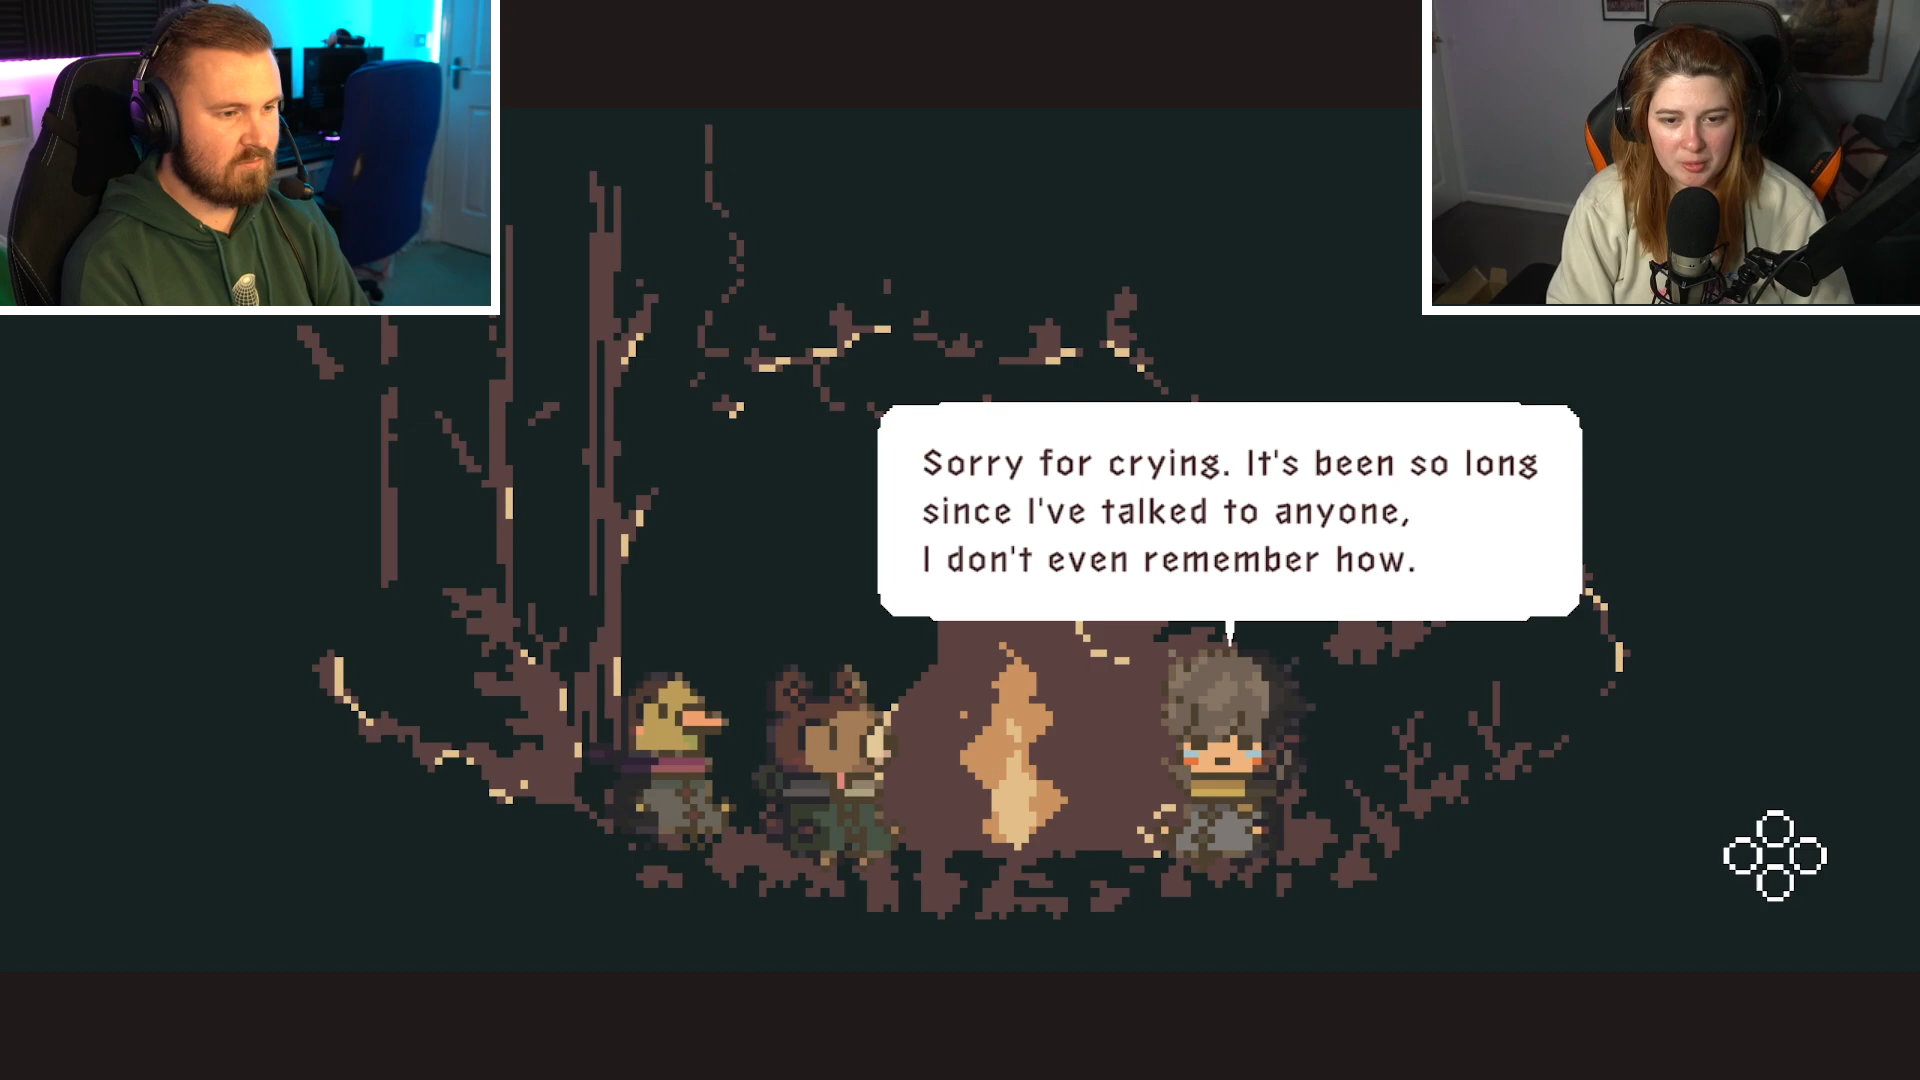 Sorry for crying. It's been so long
since I've talked to anyone,
I don't even remember how.